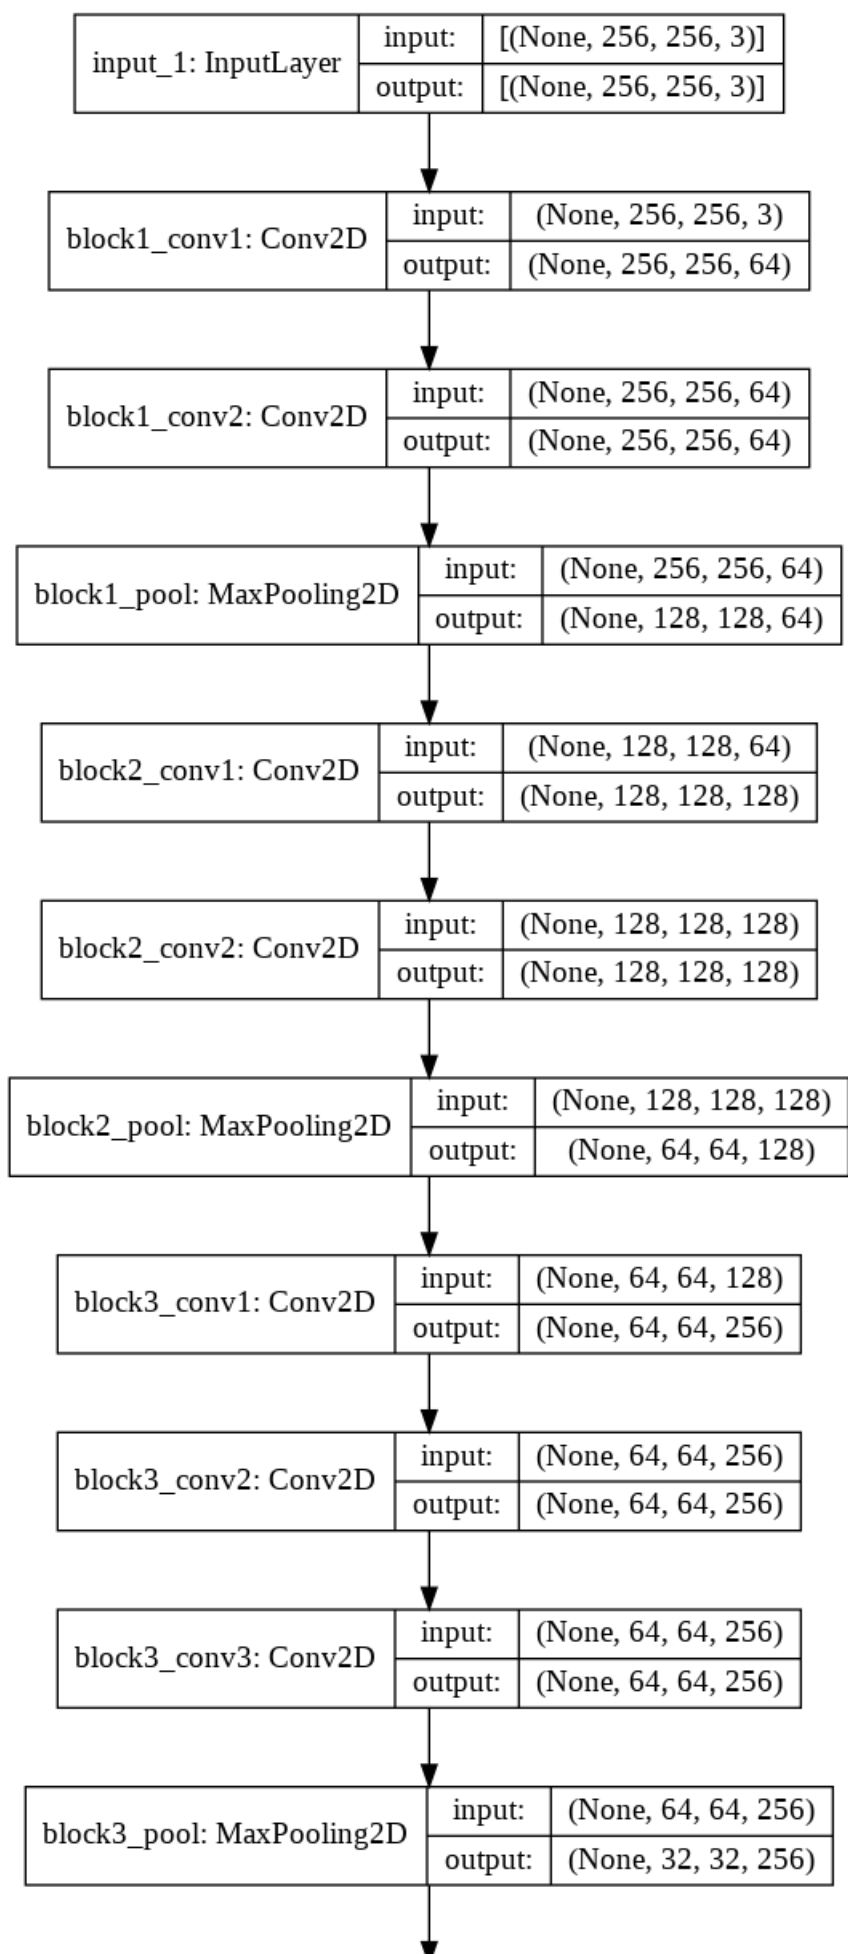 input_1: InputLayer
input: [(None, 256, 256, 3)]
output: [(None, 256, 256, 3)]
block1_conv1: Conv2D
input: (None, 256, 256, 3)
output: (None, 256, 256, 64)
block1_conv2: Conv2D
input: (None, 256, 256, 64)
output: (None, 256, 256, 64)
block1_pool: MaxPooling2D
input: (None, 256, 256, 64)
output: (None, 128, 128, 64)
block2_conv1: Conv2D
input: (None, 128, 128, 64)
output: (None, 128, 128, 128)
block2_conv2: Conv2D
input: (None, 128, 128, 128)
output: (None, 128, 128, 128)
block2_pool: MaxPooling2D
input: (None, 128, 128, 128)
output: (None, 64, 64, 128)
block3_conv1: Conv2D
input: (None, 64, 64, 128)
output: (None, 64, 64, 256)
block3_conv2: Conv2D
input: (None, 64, 64, 256)
output: (None, 64, 64, 256)
block3_conv3: Conv2D
input: (None, 64, 64, 256)
output: (None, 64, 64, 256)
block3_pool: MaxPooling2D
input: (None, 64, 64, 256)
output: (None, 32, 32, 256)